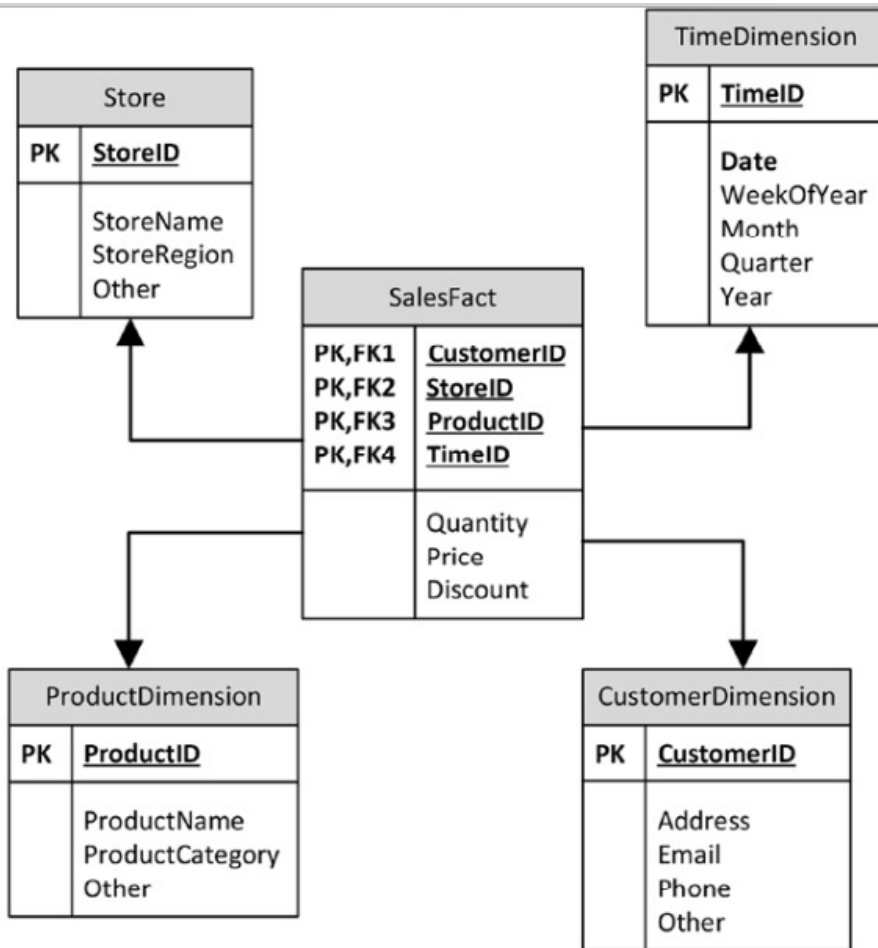 Store
PK StoreID
StoreName
StoreRegion
Other
TimeDimension
PK TimeID
Date
WeekOfYear
Month
Quarter
Year
SalesFact
PK,FK1 CustomerID
PK,FK2 StoreID
PK,FK3 ProductID
PK,FK4 TimeID
Quantity
Price
Discount
ProductDimension
PK ProductID
ProductName
ProductCategory
Other
CustomerDimension
PK CustomerID
Address
Email
Phone
Other